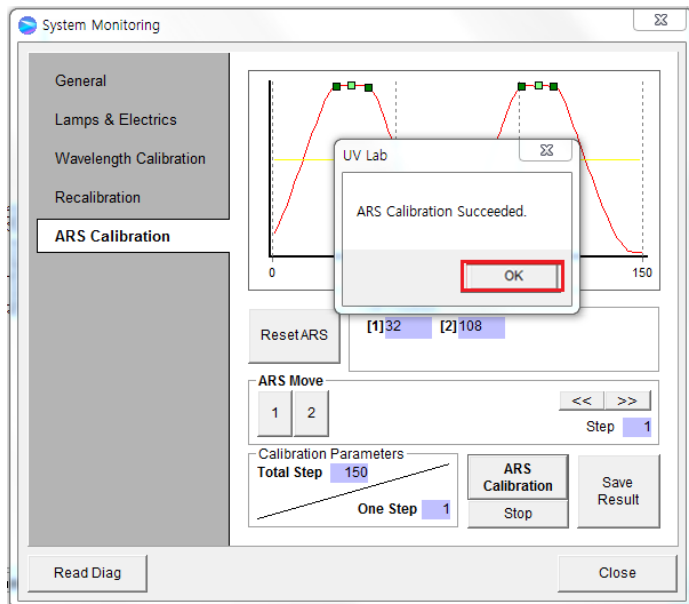 System Monitoring
General
Lamps & Electrics
Wavelength Calibration
Recalibration
ARS Calibration
UV Lab
ARS Calibration Succeeded.
OK
0
150
Reset ARS
[1] 32 [2] 108
ARS Move
1 2
<< >>
Step 1
Calibration Parameters
Total Step 150
One Step 1
ARS
Calibration
Stop
Save
Result
Read Diag
Close